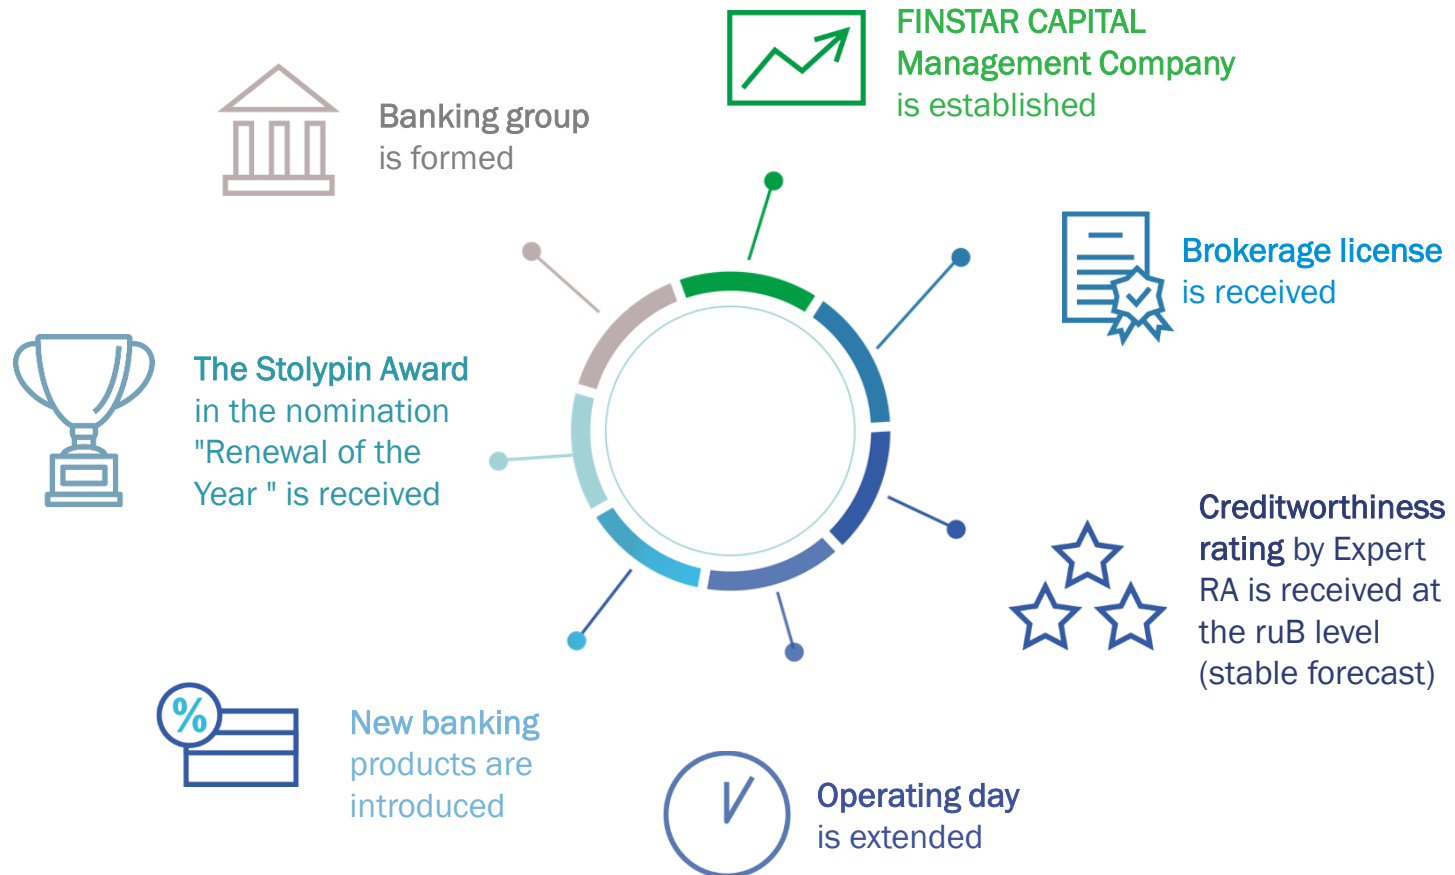 FINSTAR CAPITAL
Management Company
is established
Banking group
is formed
Brokerage license
is received
The Stolypin Award
in the nomination
"Renewal of the
Year " is received
Creditworthiness
rating by Expert
RA is received at
the ruB level
(stable forecast)
%
New banking
products are
introduced
Operating day
is extended